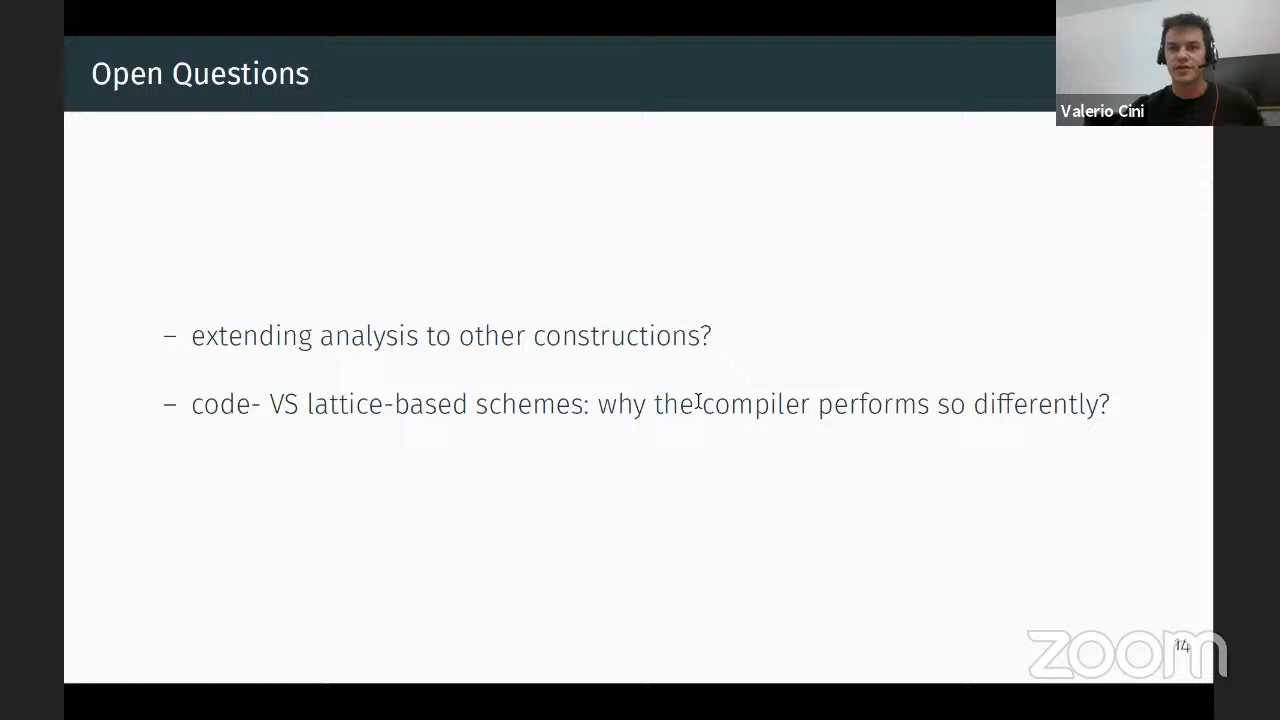 Open Questions
Valerio Cini
– extending analysis to other constructions?
– code- VS lattice-based schemes: why the compiler performs so differently?
14
zoom